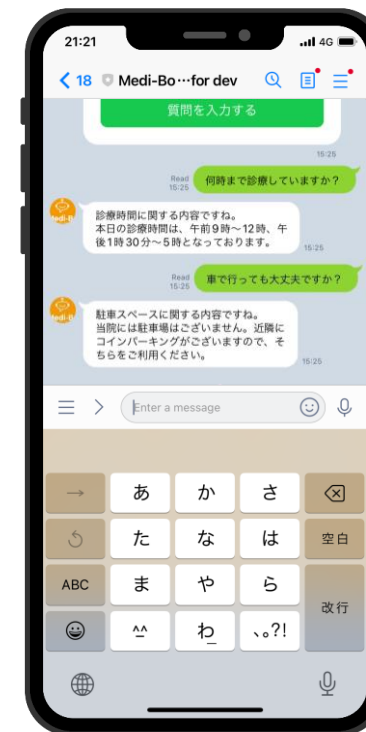 21:21
4G
18 Medi-Bo…for dev
質問を入力する
15:25
Read
15:25
何時まで診療していますか？
診療時間に関する内容ですね。
本日の診療時間は、午前9時〜12時、午
後1時30分〜5時となっております。
15:25
Read
15:25
車で行っても大丈夫ですか？
駐車スペースに関する内容ですね。
当院には駐車場はございません。近隣に
コインパーキングがございますので、そ
ちらをご利用ください。
15:25
Enter a message
→ あ か さ
た な は 空白
ABC ま や ら
改行
^^ わ 、。?!